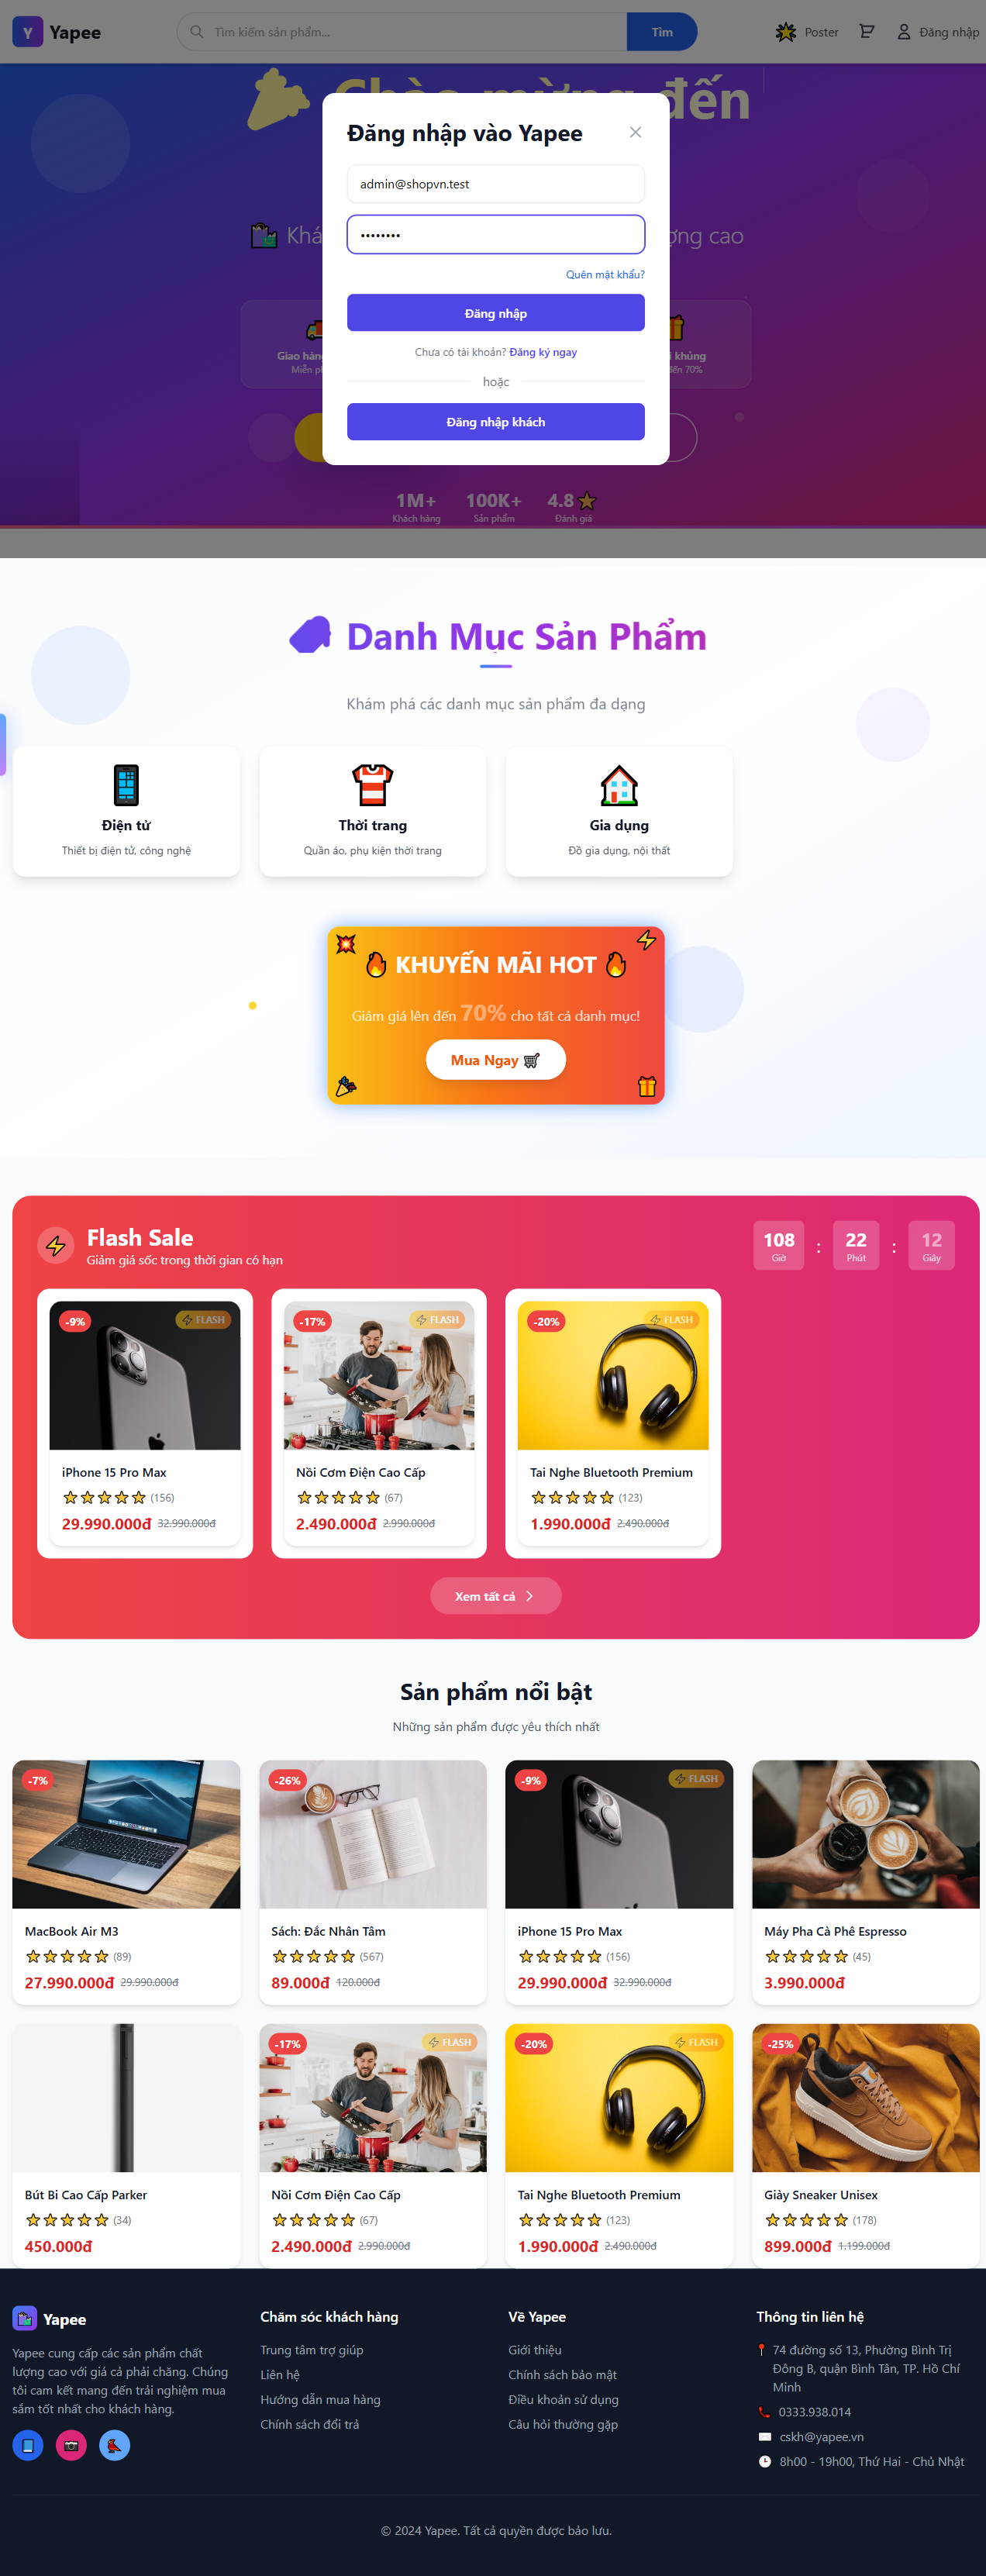 Y Yapee
Tìm kiếm sản phẩm...
Tìm
Poster
Đăng nhập
Chào mừng đến
Đăng nhập vào Yapee
admin@shopvn.test
••••••••
Quên mật khẩu?
Đăng nhập
Chưa có tài khoản? Đăng ký ngay
hoặc
Đăng nhập khách
1M+
Khách hàng
100K+
Sản phẩm
4.8
Đánh giá
Danh Mục Sản Phẩm
Khám phá các danh mục sản phẩm đa dạng
Điện tử
Thiết bị điện tử, công nghệ
Thời trang
Quần áo, phụ kiện thời trang
Gia dụng
Đồ gia dụng, nội thất
KHUYẾN MÃI HOT
Giảm giá lên đến 70% cho tất cả danh mục!
Mua Ngay
Flash Sale
Giảm giá sốc trong thời gian có hạn
108 : 22 : 12
Giờ Phút Giây
-9%
FLASH
iPhone 15 Pro Max
(156)
29.990.000đ 32.990.000đ
-17%
FLASH
Nồi Cơm Điện Cao Cấp
(67)
2.490.000đ 2.990.000đ
-20%
FLASH
Tai Nghe Bluetooth Premium
(123)
1.990.000đ 2.490.000đ
Xem tất cả
Sản phẩm nổi bật
Những sản phẩm được yêu thích nhất
-7%
MacBook Air M3
(89)
27.990.000đ 29.990.000đ
-26%
Sách: Đắc Nhân Tâm
(567)
89.000đ 120.000đ
-9%
FLASH
iPhone 15 Pro Max
(156)
29.990.000đ 32.990.000đ
Máy Pha Cà Phê Espresso
(45)
3.990.000đ
Bút Bi Cao Cấp Parker
(34)
450.000đ
-17%
FLASH
Nồi Cơm Điện Cao Cấp
(67)
2.490.000đ 2.990.000đ
-20%
FLASH
Tai Nghe Bluetooth Premium
(123)
1.990.000đ 2.490.000đ
-25%
Giày Sneaker Unisex
(178)
899.000đ 1.199.000đ
Yapee
Yapee cung cấp các sản phẩm chất
lượng cao với giá cả phải chăng. Chúng
tôi cam kết mang đến trải nghiệm mua
sắm tốt nhất cho khách hàng.
Chăm sóc khách hàng
Trung tâm trợ giúp
Liên hệ
Hướng dẫn mua hàng
Chính sách đổi trả
Về Yapee
Giới thiệu
Chính sách bảo mật
Điều khoản sử dụng
Câu hỏi thường gặp
Thông tin liên hệ
74 đường số 13, Phường Bình Trị
Đông B, quận Bình Tân, TP. Hồ Chí
Minh
0333.938.014
cskh@yapee.vn
8h00 - 19h00, Thứ Hai - Chủ Nhật
© 2024 Yapee. Tất cả quyền được bảo lưu.